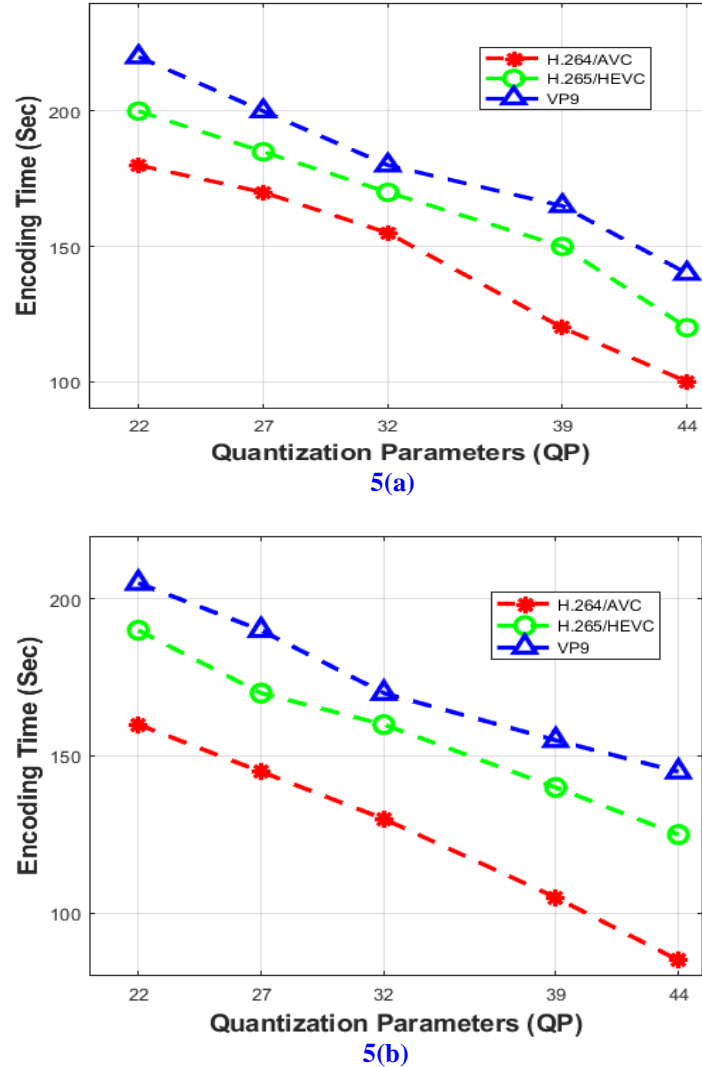 H.264/AVC
H.265/HEVC
VP9
200
150
100
Encoding Time (Sec)
22 27 32 39 44
Quantization Parameters (QP)
5(a)
H.264/AVC
H.265/HEVC
VP9
200
150
100
Encoding Time (Sec)
22 27 32 39 44
Quantization Parameters (QP)
5(b)